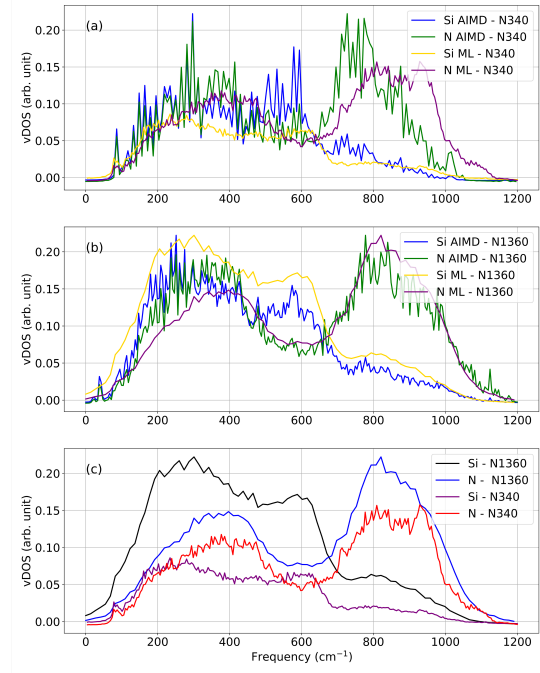 (a)
Si AIMD - N340
N AIMD - N340
Si ML - N340
N ML - N340
vDOS (arb. unit)
0.20
0.15
0.10
0.05
0.00
0 200 400 600 800 1000 1200
(b)
Si AIMD - N1360
N AIMD - N1360
Si ML - N1360
N ML - N1360
vDOS (arb. unit)
0.20
0.15
0.10
0.05
0.00
0 200 400 600 800 1000 1200
(c)
Si - N1360
N - N1360
Si - N340
N - N340
vDOS (arb. unit)
0.20
0.15
0.10
0.05
0.00
0 200 400 600 800 1000 1200
Frequency (cm⁻¹)